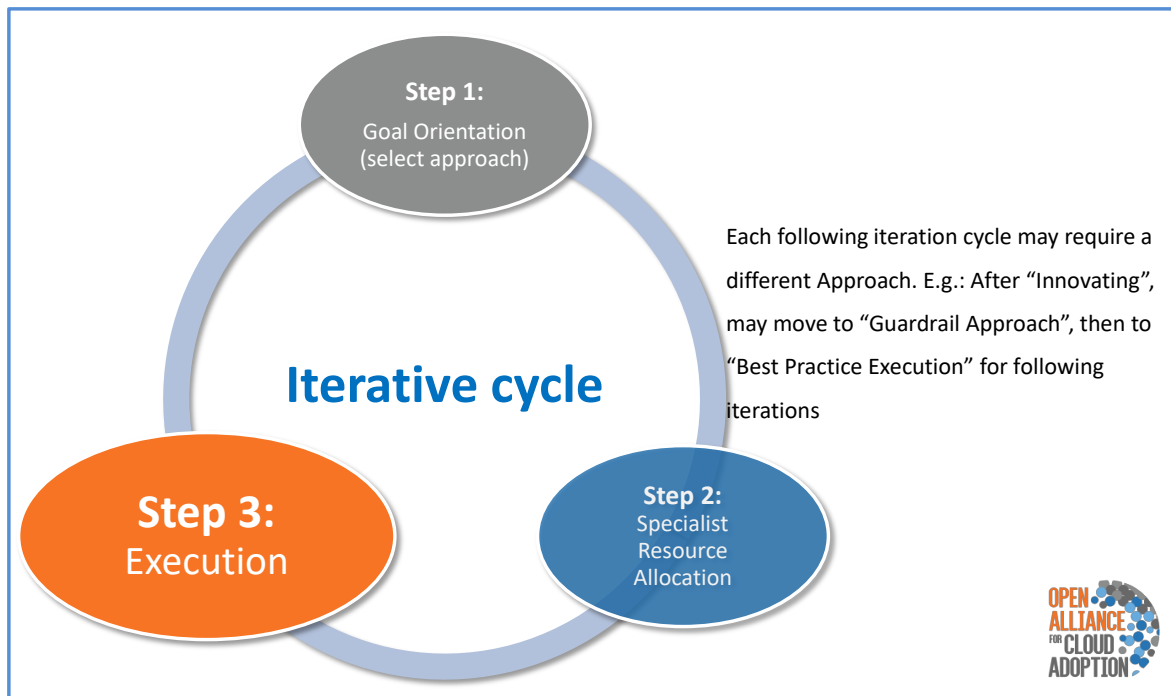 Step 1:
Goal Orientation
(select approach)
Each following iteration cycle may require a
different Approach. E.g.: After “Innovating”,
may move to “Guardrail Approach”, then to
“Best Practice Execution” for following
iterations
Iterative cycle
Step 2:
Specialist
Resource
Allocation
Step 3:
Execution
OPEN
ALLIANCE
FOR CLOUD
ADOPTION